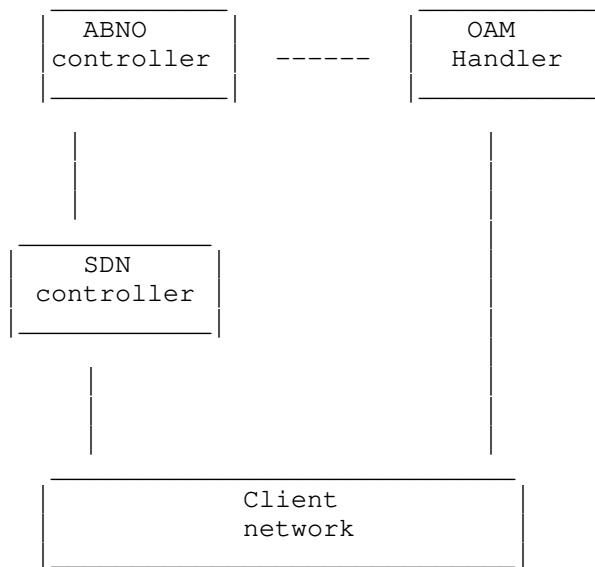 ABNO
controller
OAM
Handler
SDN
controller
Client
network